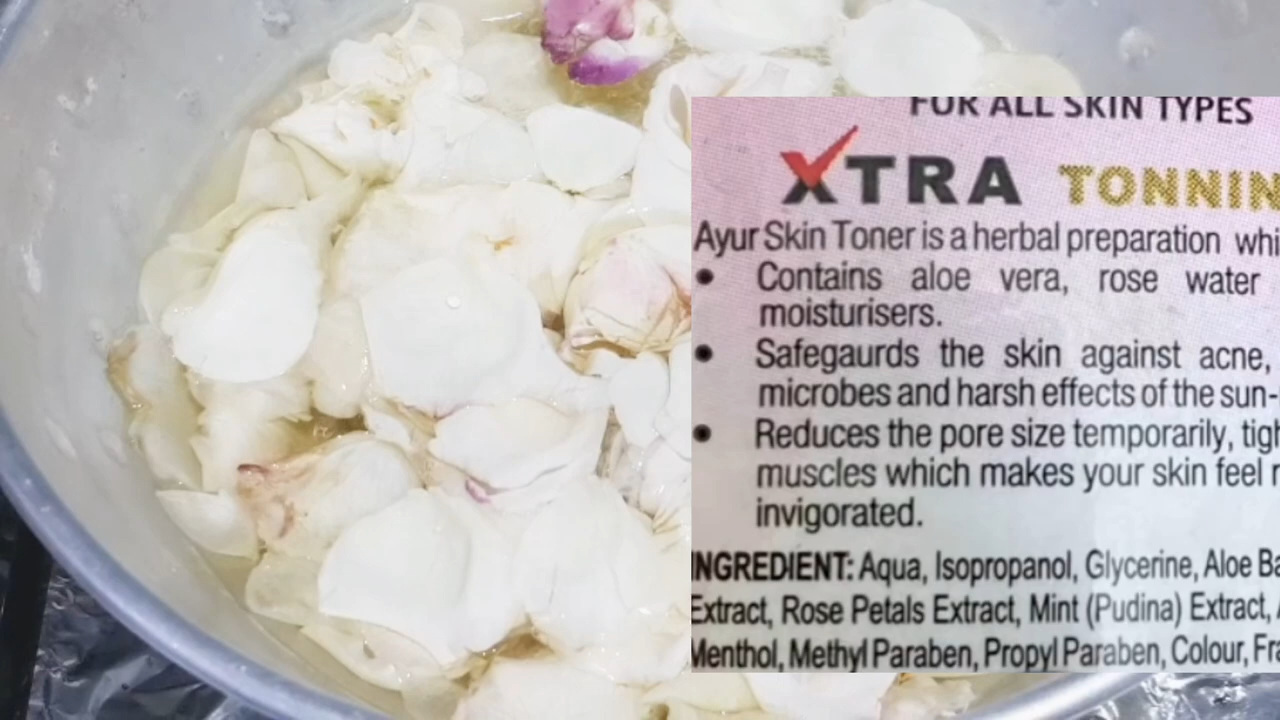 FOR ALL SKIN TYPES
XTRA TONNIN
Ayur Skin Toner is a herbal preparation whi
• Contains aloe vera, rose water
moisturisers.
• Safegaurds the skin against acne,
microbes and harsh effects of the sun-
• Reduces the pore size temporarily, tigh
muscles which makes your skin feel
invigorated.
INGREDIENT: Aqua, Isopropanol, Glycerine, Aloe Ba
Extract, Rose Petals Extract, Mint (Pudina) Extract,
Menthol, Methyl Paraben, Propyl Paraben, Colour, Fra